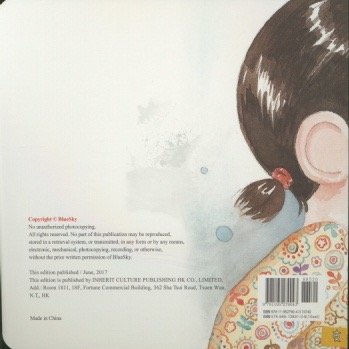 Copyright © BlueSky
No unauthorized photocopying.
All rights reserved. No part of this publication may be reproduced,
stored in a retrieval system, or transmitted, in any form or by any means,
electronic, mechanical, photocopying, recording, or otherwise,
without the prior written permission of BlueSky.
This edition published / June, 2017
This edition is published by INHERIT CULTURE PUBLISHING HK CO., LIMITED,
Add : Room 1811, 18F, Fortune Commercial Building, 362 Sha Tsui Road, Tsuen Wan,
N.T., HK
Made in China